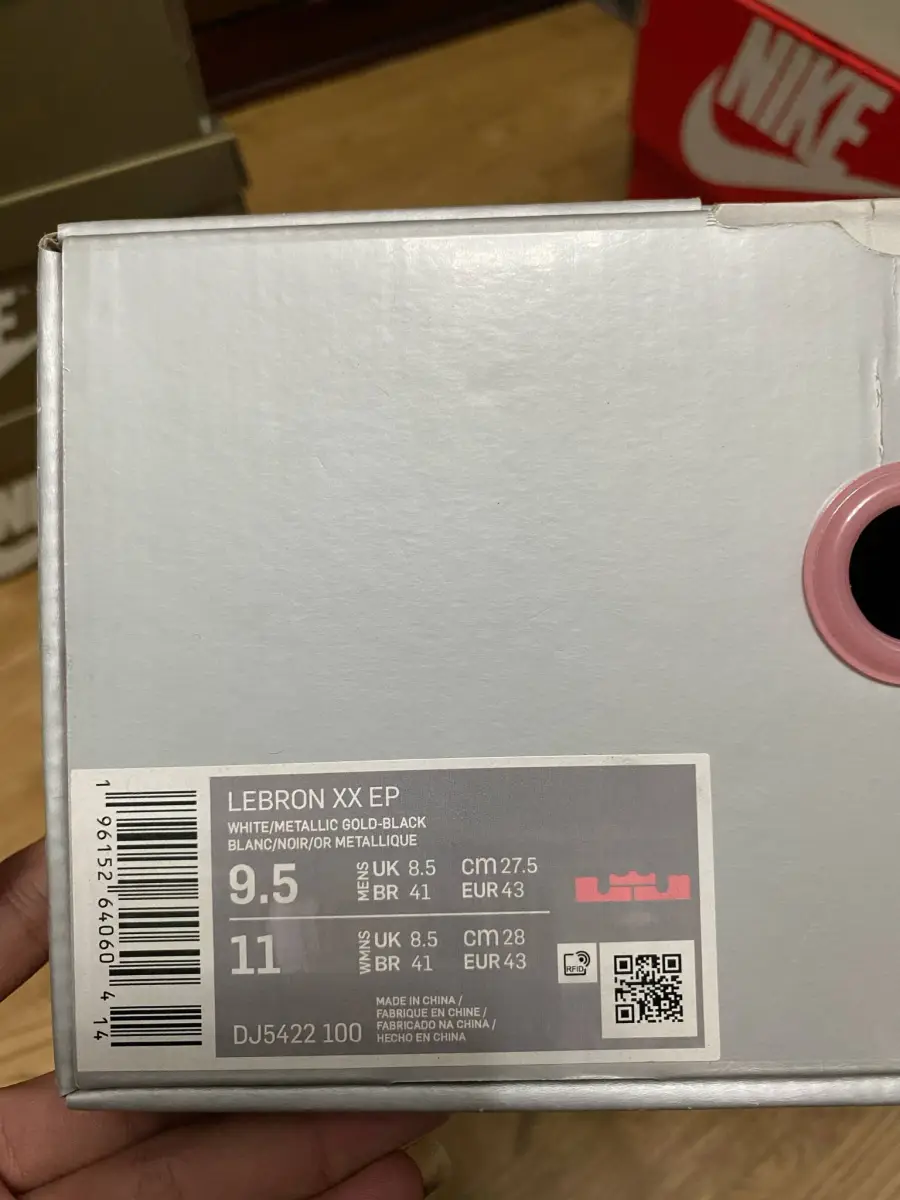 NIKE
LEBRON XX EP
WHITE/METALLIC GOLD-BLACK
BLANC/NOIR/OR METALLIQUE
9.5 MENS UK 8.5 cm 27.5
BR 41 EUR 43
11 WMNS UK 8.5 cm 28
BR 41 EUR 43
RFID
MADE IN CHINA /
FABRIQUE EN CHINE /
FABRICADO NA CHINA /
HECHO EN CHINA
DJ5422 100
1 96152 64060 4 14